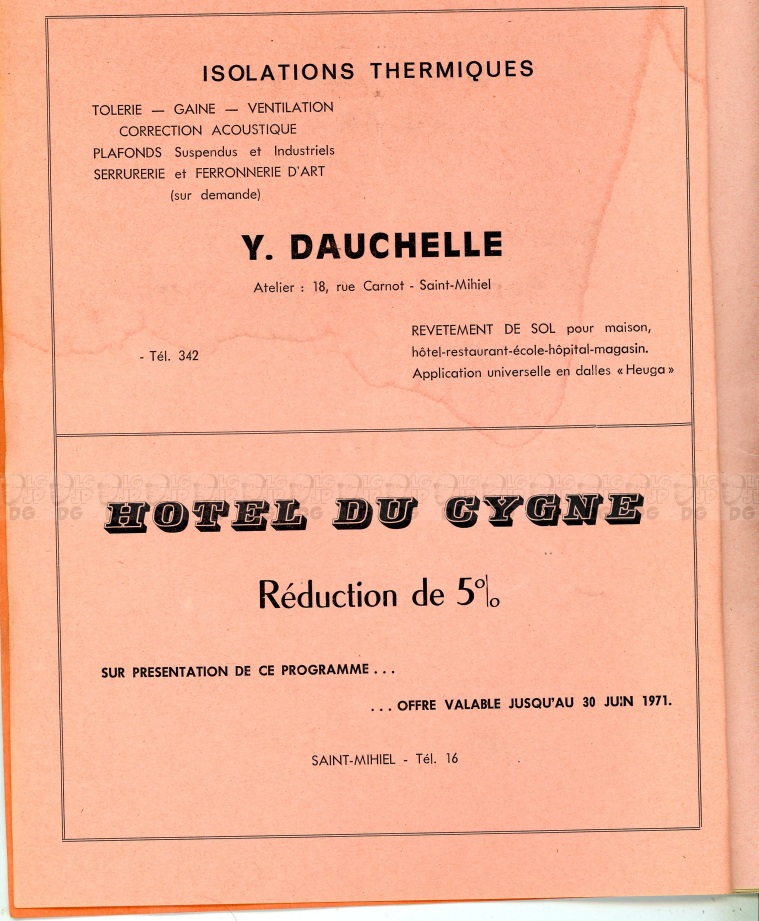 ISOLATIONS THERMIQUES
TOLERIE — GAINE — VENTILATION
CORRECTION ACOUSTIQUE
PLAFONDS Suspendus et Industriels
SERRURERIE et FERRONNERIE D'ART
(sur demande)
Y. DAUCHELLE
Atelier : 18, rue Carnot - Saint-Mihiel
- Tél. 342
REVETEMENT DE SOL pour maison,
hôtel-restaurant-école-hôpital-magasin.
Application universelle en dalles « Heuga »
HOTEL DU CYGNE
Réduction de 5%
SUR PRESENTATION DE CE PROGRAMME . . .
. . . OFFRE VALABLE JUSQU'AU 30 JUIN 1971.
SAINT-MIHIEL - Tél. 16